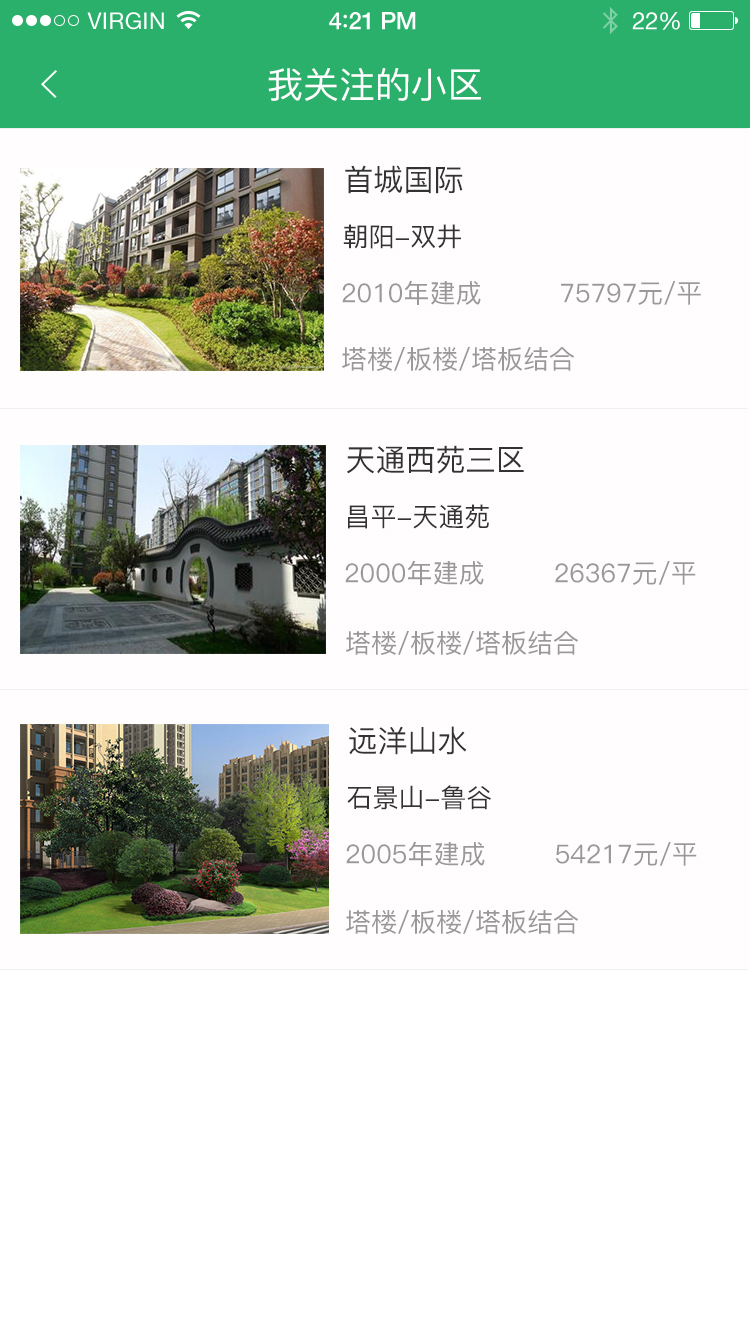 VIRGIN 4:21 PM 22%
我关注的小区
首城国际
朝阳–双井
2010年建成 75797元/平
塔楼/板楼/塔板结合
天通西苑三区
昌平–天通苑
2000年建成 26367元/平
塔楼/板楼/塔板结合
远洋山水
石景山–鲁谷
2005年建成 54217元/平
塔楼/板楼/塔板结合